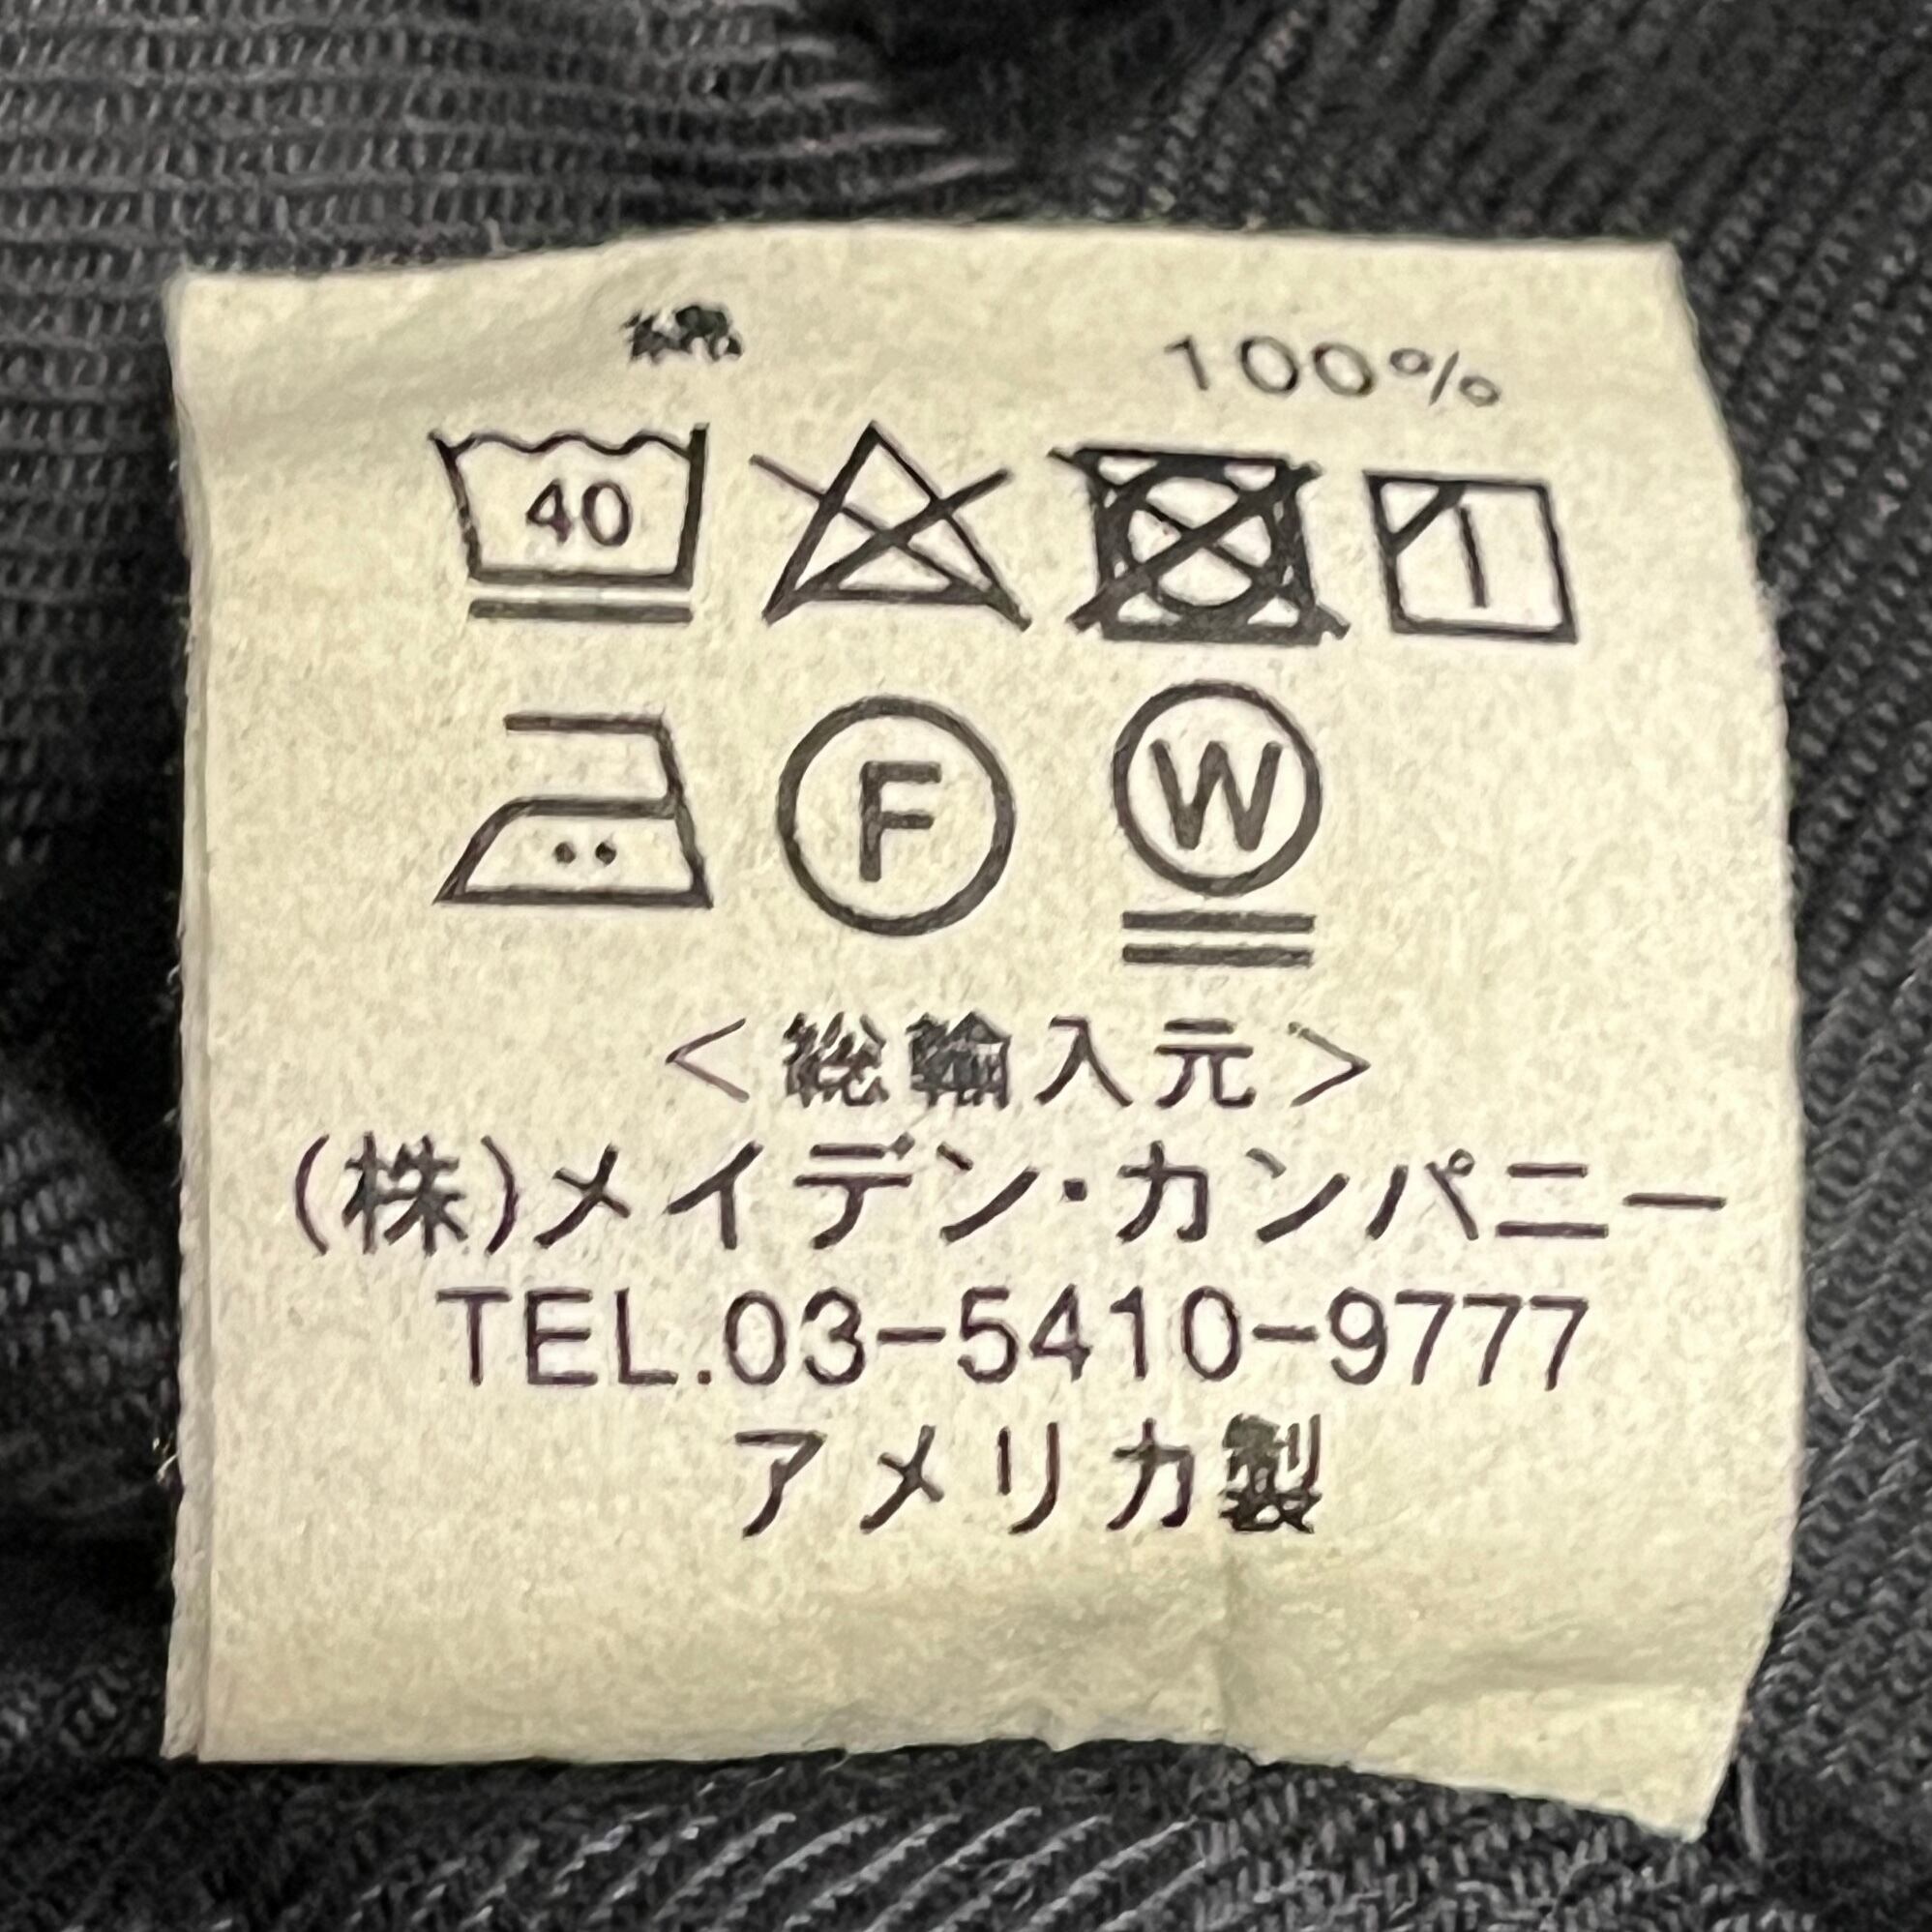 綿 100%
40
F W
<総輸入元>
(株)メイデン・カンパニー
TEL.03-5410-9777
アメリカ製